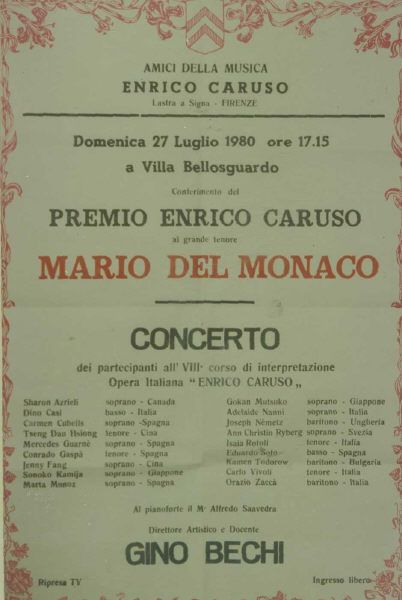 AMICI DELLA MUSICA
ENRICO CARUSO
Lastra a Signa - FIRENZE
Domenica 27 Luglio 1980 ore 17.15
a Villa Bellosguardo
Conferimento del
PREMIO ENRICO CARUSO
al grande tenore
MARIO DEL MONACO
CONCERTO
dei partecipanti all' VIII° corso di interpretazione
Opera Italiana "ENRICO CARUSO„
Sharon Azrieli soprano - Canada
Dino Casi basso - Italia
Carmen Cubells soprano -Spagna
Tseng Dau Hsiong tenore - Cina
Mercedes Guarnè soprano - Spagna
Conrado Gaspà tenore - Spagna
Jenny Fang soprano - Cina
Sonoko Kamija soprano - Giappone
Marta Munoz soprano - Spagna
Gokan Mutsuko soprano - Giappone
Adelaide Nanni soprano - Italia
Joseph Németz baritono - Ungheria
Ann Christin Ryberg soprano - Svezia
Isaia Rotoli tenore - Italia
Eduardo Soto basso - Spagna
Kamen Todorow baritono - Bulgaria
Carlo Vivoli tenore - Italia
Orazio Zaccà baritono - Italia
Al pianoforte il M° Alfredo Saavedra
Direttore Artistico e Docente
GINO BECHI
Ripresa TV
Ingresso libero